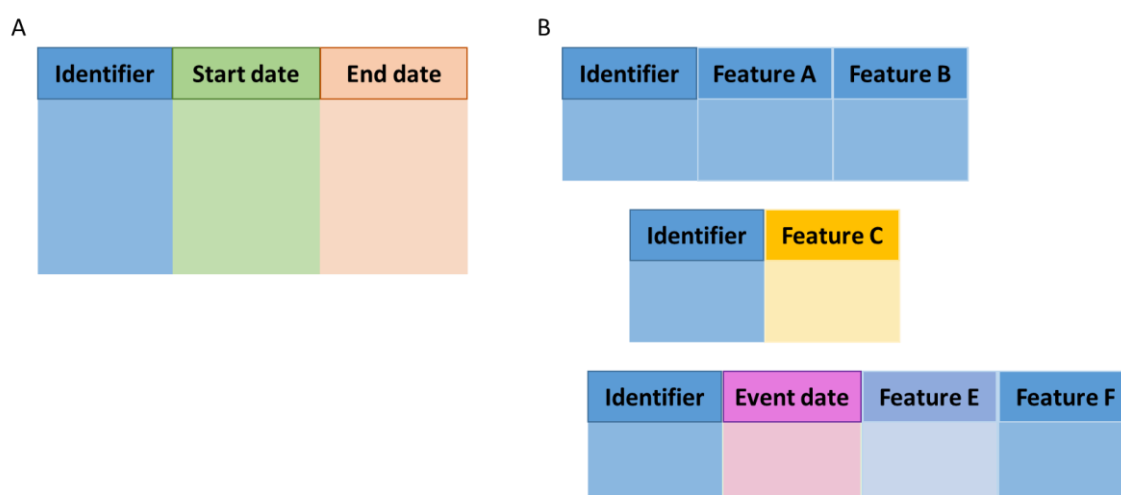 A
Identifier Start date End date
B
Identifier Feature A Feature B
Identifier Feature C
Identifier Event date Feature E Feature F